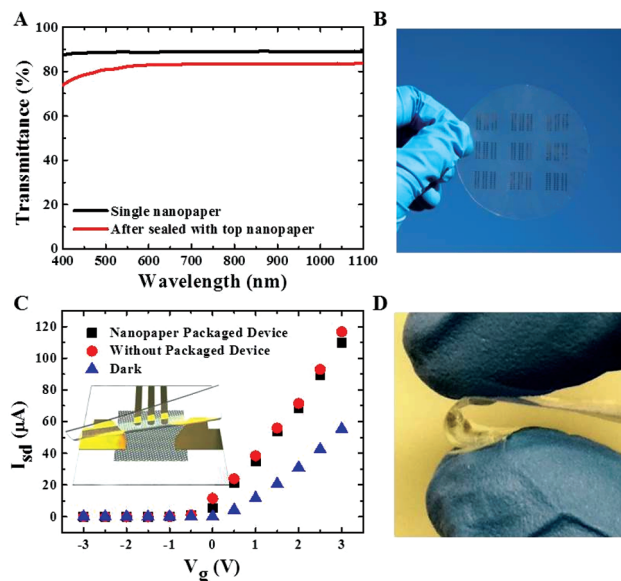 A
B
Transmittance (%)
100
80
60
40
20
0
Single nanopaper
After sealed with top nanopaper
400 500 600 700 800 900 1000 1100
Wavelength (nm)
C
D
I_sd (μA)
120
100
80
60
40
20
0
Nanopaper Packaged Device
Without Packaged Device
Dark
-3 -2 -1 0 1 2 3
V_g (V)